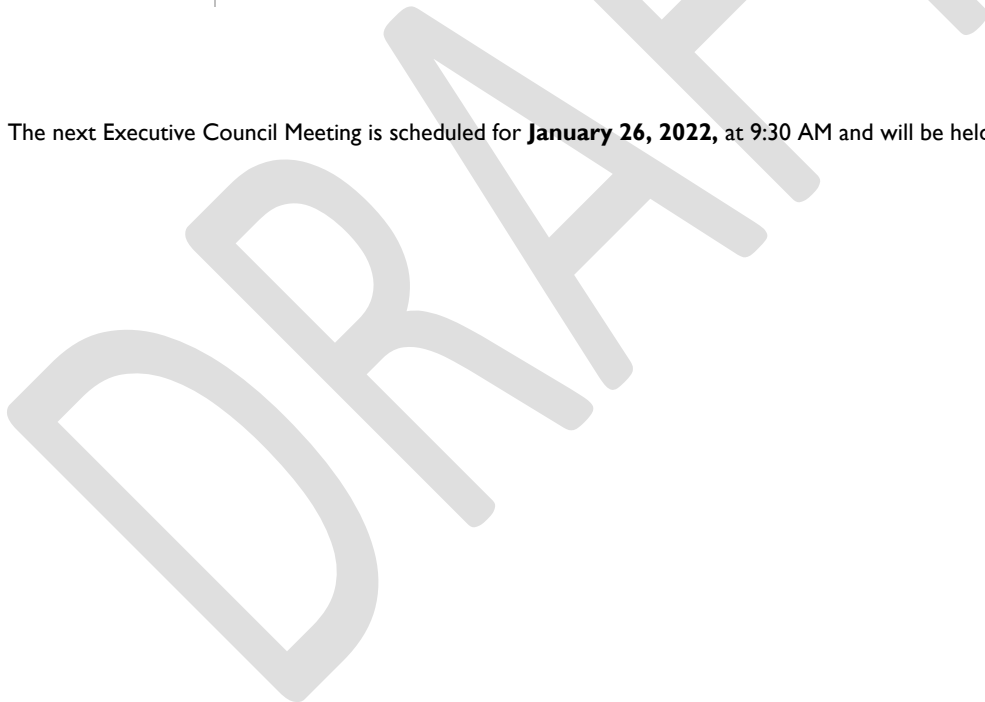 The next Executive Council Meeting is scheduled for January 26, 2022, at 9:30 AM and will be held
DRAFT